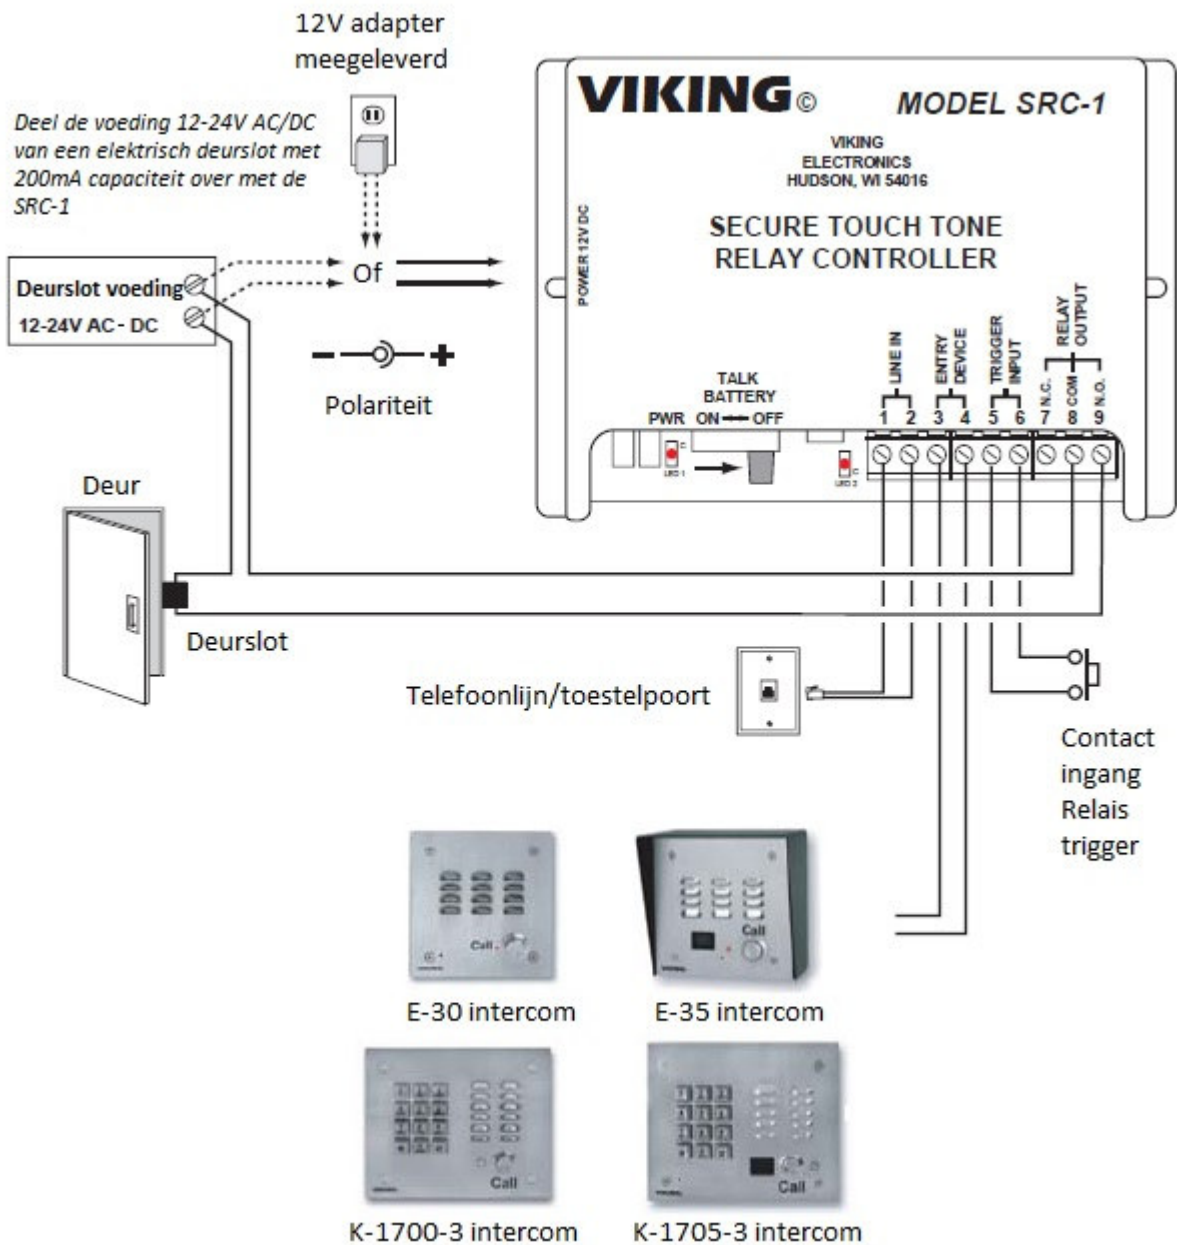 12V adapter
meegeleverd
Deel de voeding 12-24V AC/DC
van een elektrisch deurslot met
200mA capaciteit over met de
SRC-1
VIKING©
MODEL SRC-1
VIKING
ELECTRONICS
HUDSON, WI 54016
SECURE TOUCH TONE
RELAY CONTROLLER
POWER 12V DC
Of
Deurslot voeding
12-24V AC - DC
- +
Polariteit
LINE IN
ENTRY
DEVICE
TRIGGER
INPUT
RELAY
OUTPUT
N.C.
COM
N.O.
TALK
BATTERY
PWR ON OFF
1 2 3 4 5 6 7 8 9
LED 1
LED 2
Deur
Deurslot
Telefoonlijn/toestelpoort
Contact
ingang
Relais
trigger
Call
Call
E-30 intercom
E-35 intercom
Call
Call
K-1700-3 intercom
K-1705-3 intercom